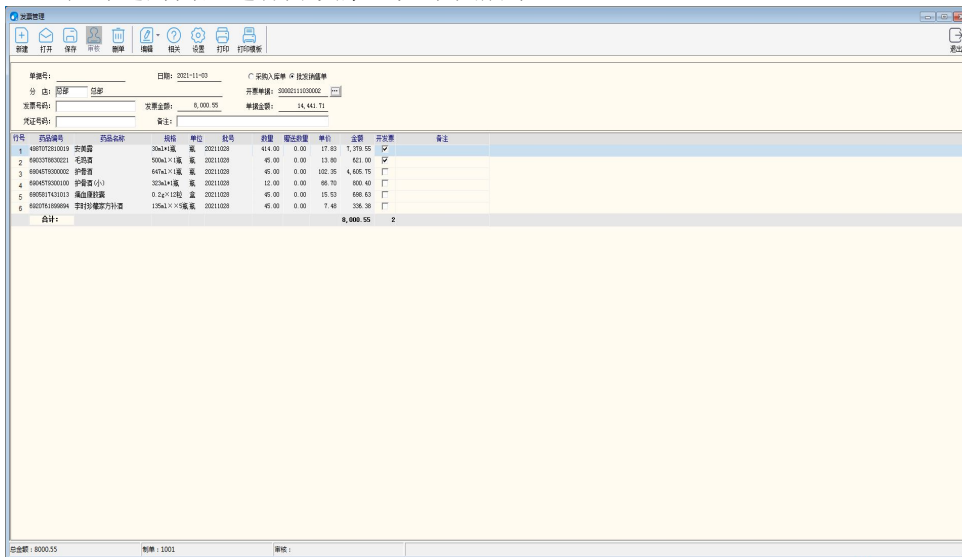 发票管理
新建 打开 保存 审核 删单 编辑 相关 设置 打印 打印模板 退出
单据号： 日期： 2021-11-03 采购入库单 批发销售单
分 店： 总部 总部 开票单据： S0002111030002 ...
发票号码： 发票金额： 8,000.55 单据金额： 14,441.71
凭证号码： 备注：
行号 药品编号 药品名称 规格 单位 批号 数量 赠送数量 单价 金额 开发票 备注
1 4987072810019 安美露 30ml*1瓶 瓶 20211028 414.00 0.00 17.83 7,379.55
2 6903378630221 毛鸡酒 500ml×1瓶 瓶 20211028 45.00 0.00 13.80 621.00
3 6904579300002 护骨酒 647ml×1瓶 瓶 20211028 45.00 0.00 102.35 4,605.75
4 6904579300100 护骨酒(小) 323ml*1瓶 瓶 20211028 12.00 0.00 66.70 800.40
5 6905817431013 痛血康胶囊 0.2g×12粒 盒 20211028 45.00 0.00 15.53 698.63
6 6920761699694 李时珍 家方补酒 135ml××5瓶 瓶 20211028 45.00 0.00 7.48 336.38
合计： 8,000.55 2
总金额：8000.55 制单：1001 审核：